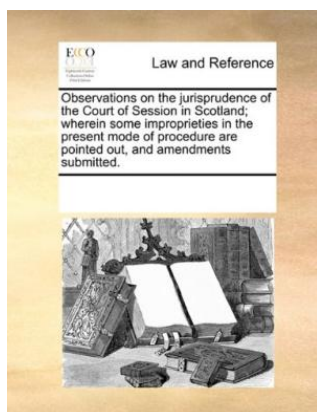 ECCO
Law and Reference
Observations on the jurisprudence of
the Court of Session in Scotland;
wherein some improprieties in the
present mode of procedure are
pointed out, and amendments
submitted.